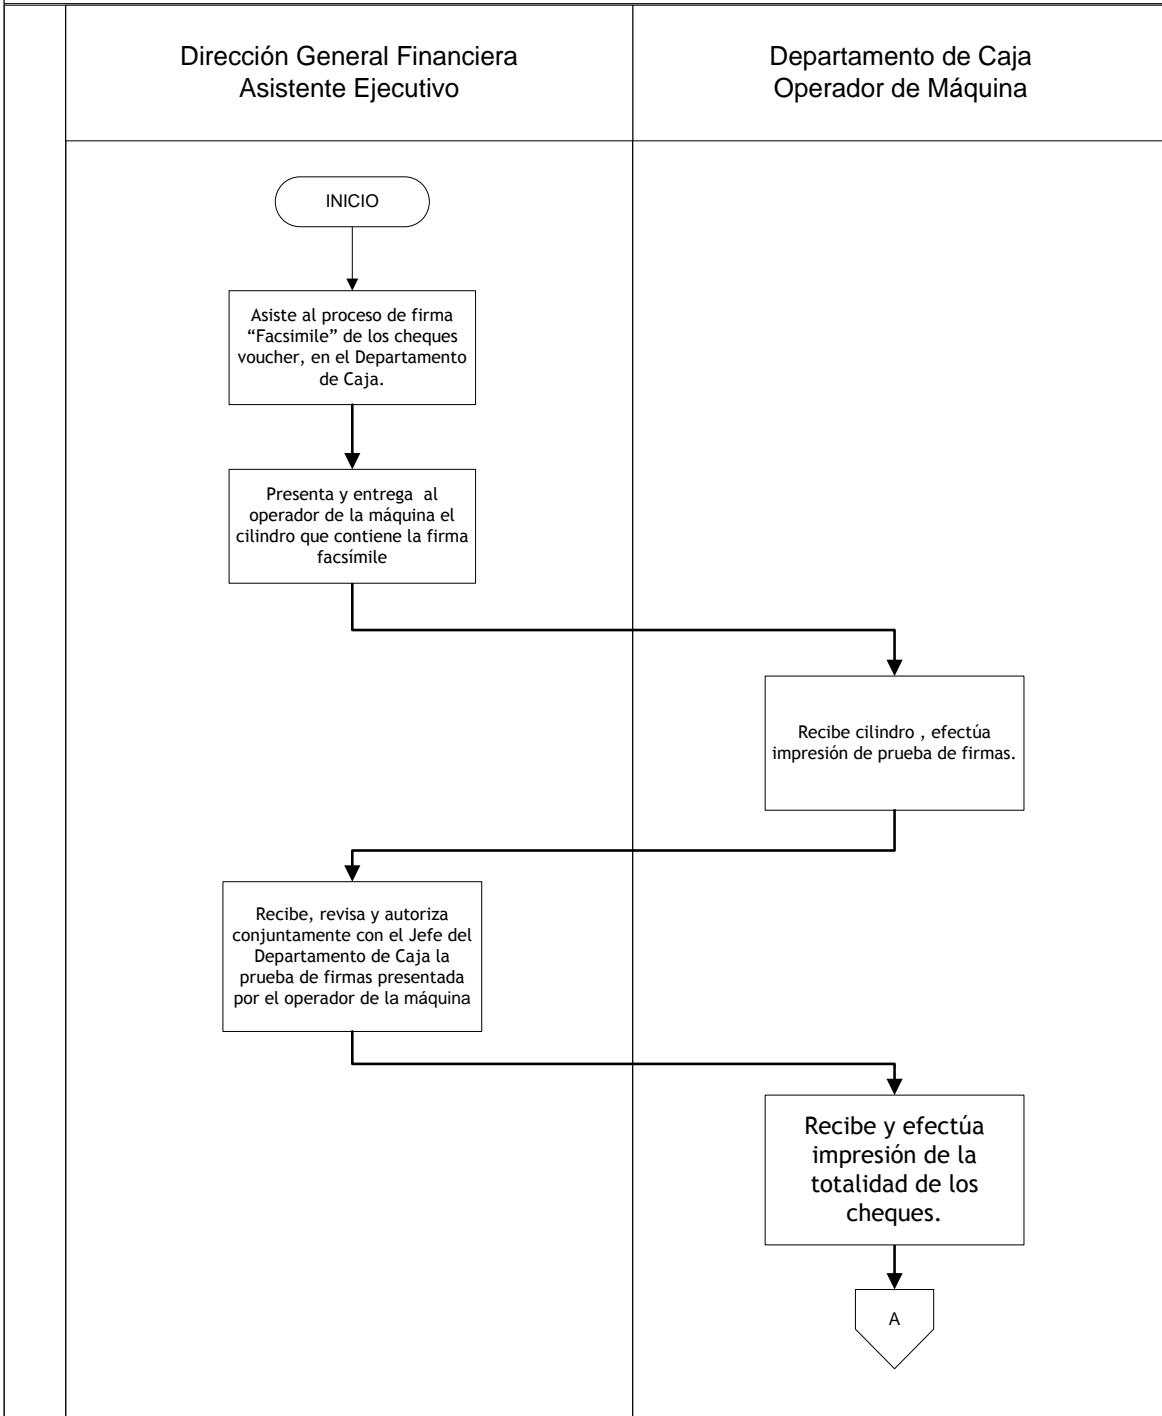 Dirección General Financiera
Asistente Ejecutivo
Departamento de Caja
Operador de Máquina
INICIO
Asiste al proceso de firma
“Facsimile” de los cheques
voucher, en el Departamento
de Caja.
Presenta y entrega al
operador de la máquina el
cilindro que contiene la firma
facsímile
Recibe cilindro , efectúa
impresión de prueba de firmas.
Recibe, revisa y autoriza
conjuntamente con el Jefe del
Departamento de Caja la
prueba de firmas presentada
por el operador de la máquina
Recibe y efectúa
impresión de la
totalidad de los
cheques.
A